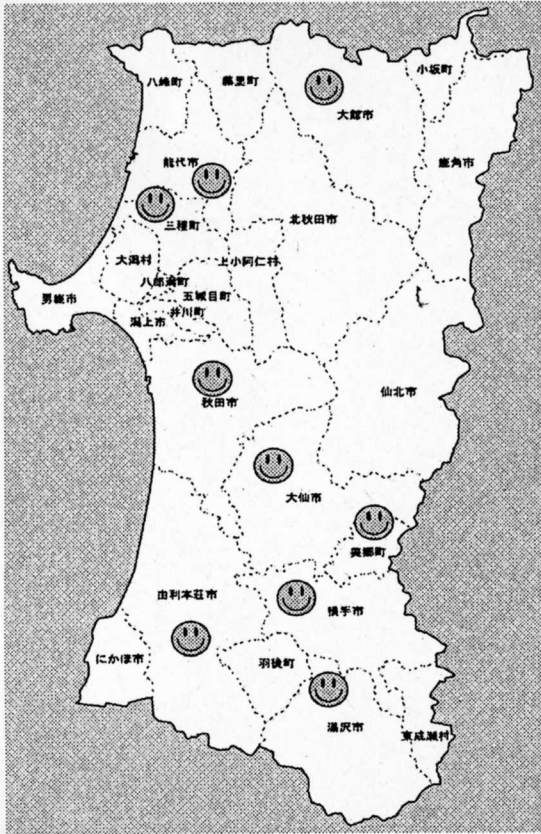 八峰町
藤里町
小坂町
大館市
能代市
鹿角市
北秋田市
三種町
大潟村
上小阿仁村
八郎潟町
五城目町
男鹿市
井川町
潟上市
仙北市
秋田市
大仙市
美郷町
由利本荘市
横手市
にかほ市
羽後町
湯沢市
東成瀬村